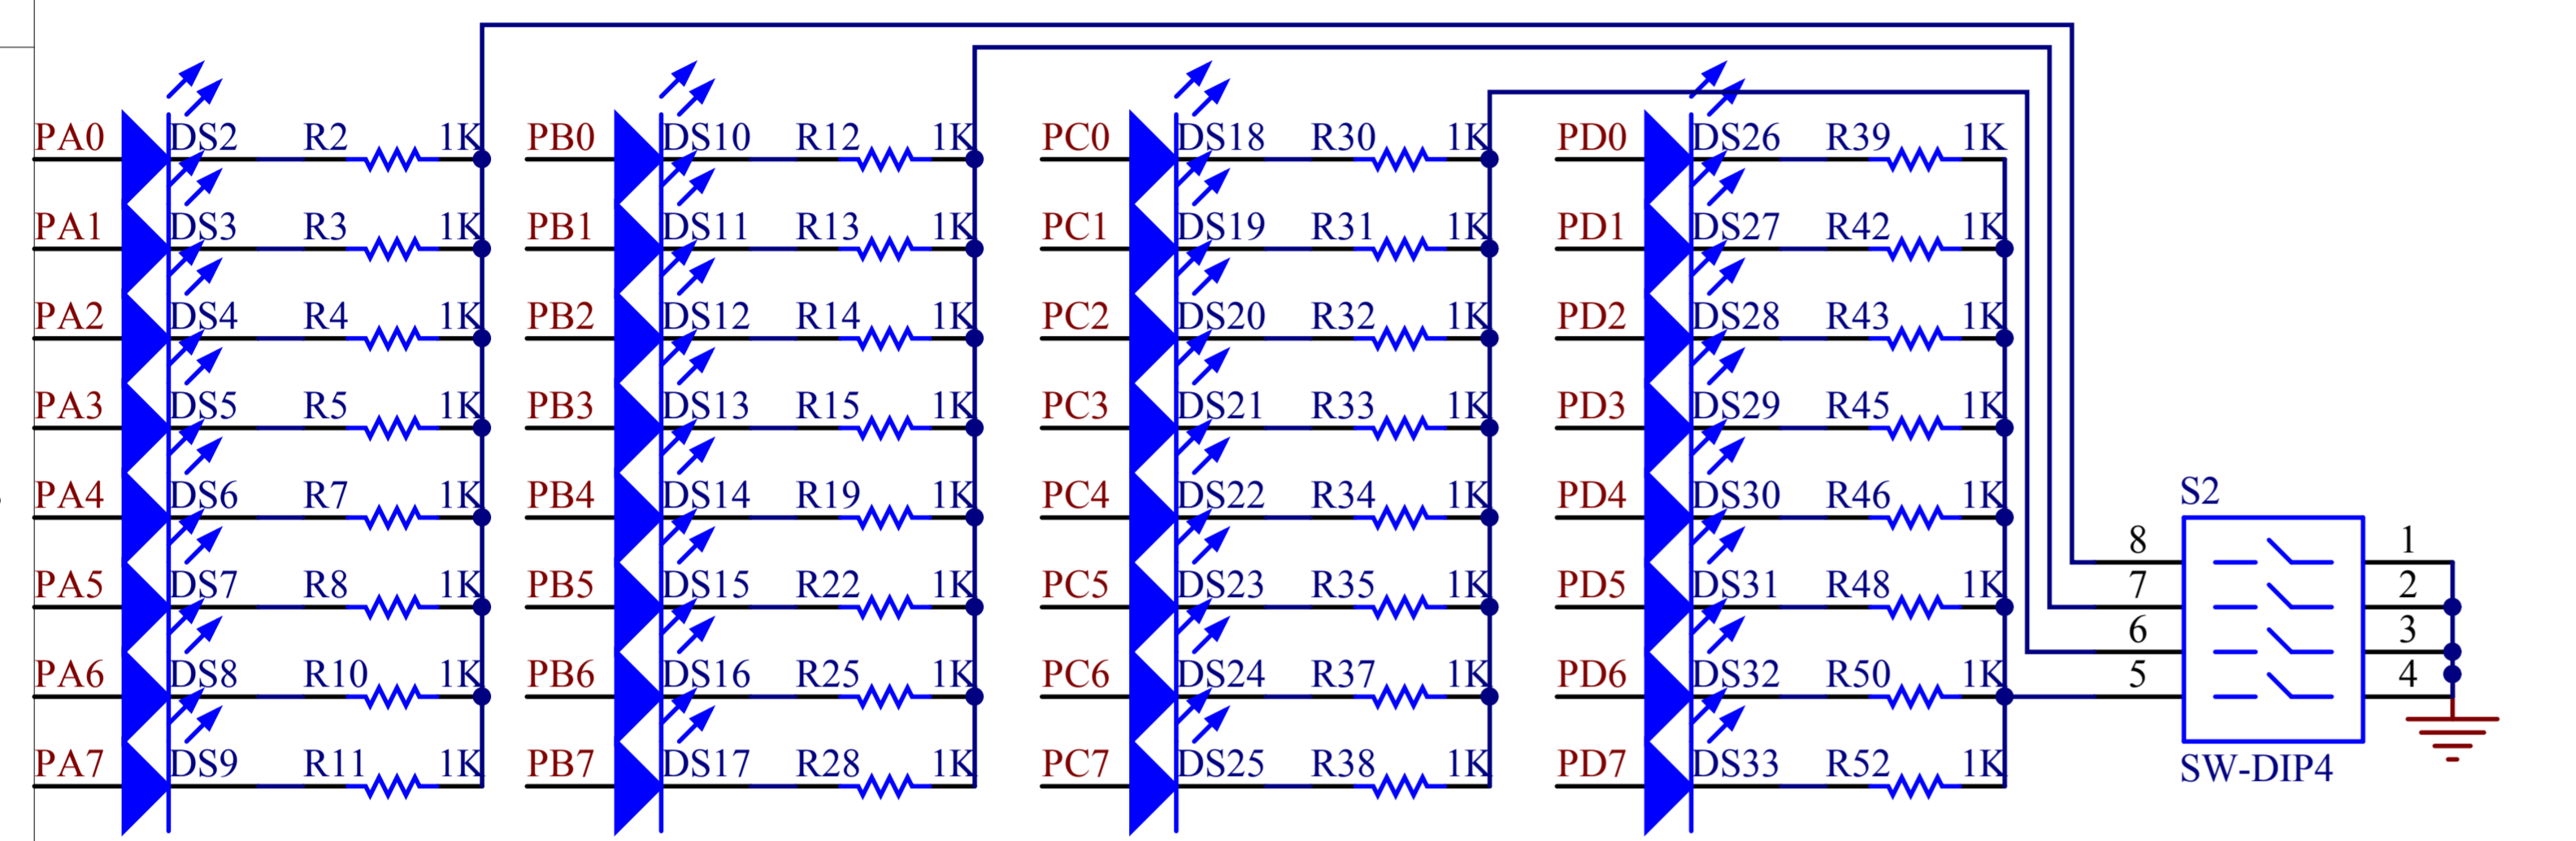 PA0 DS2 R2 1K PB0 DS10 R12 1K PC0 DS18 R30 1K PD0 DS26 R39 1K
PA1 DS3 R3 1K PB1 DS11 R13 1K PC1 DS19 R31 1K PD1 DS27 R42 1K
PA2 DS4 R4 1K PB2 DS12 R14 1K PC2 DS20 R32 1K PD2 DS28 R43 1K
PA3 DS5 R5 1K PB3 DS13 R15 1K PC3 DS21 R33 1K PD3 DS29 R45 1K
PA4 DS6 R7 1K PB4 DS14 R19 1K PC4 DS22 R34 1K PD4 DS30 R46 1K S2
8 1
PA5 DS7 R8 1K PB5 DS15 R22 1K PC5 DS23 R35 1K PD5 DS31 R48 1K 7 2
6 3
PA6 DS8 R10 1K PB6 DS16 R25 1K PC6 DS24 R37 1K PD6 DS32 R50 1K 5 4
PA7 DS9 R11 1K PB7 DS17 R28 1K PC7 DS25 R38 1K PD7 DS33 R52 1K SW-DIP4